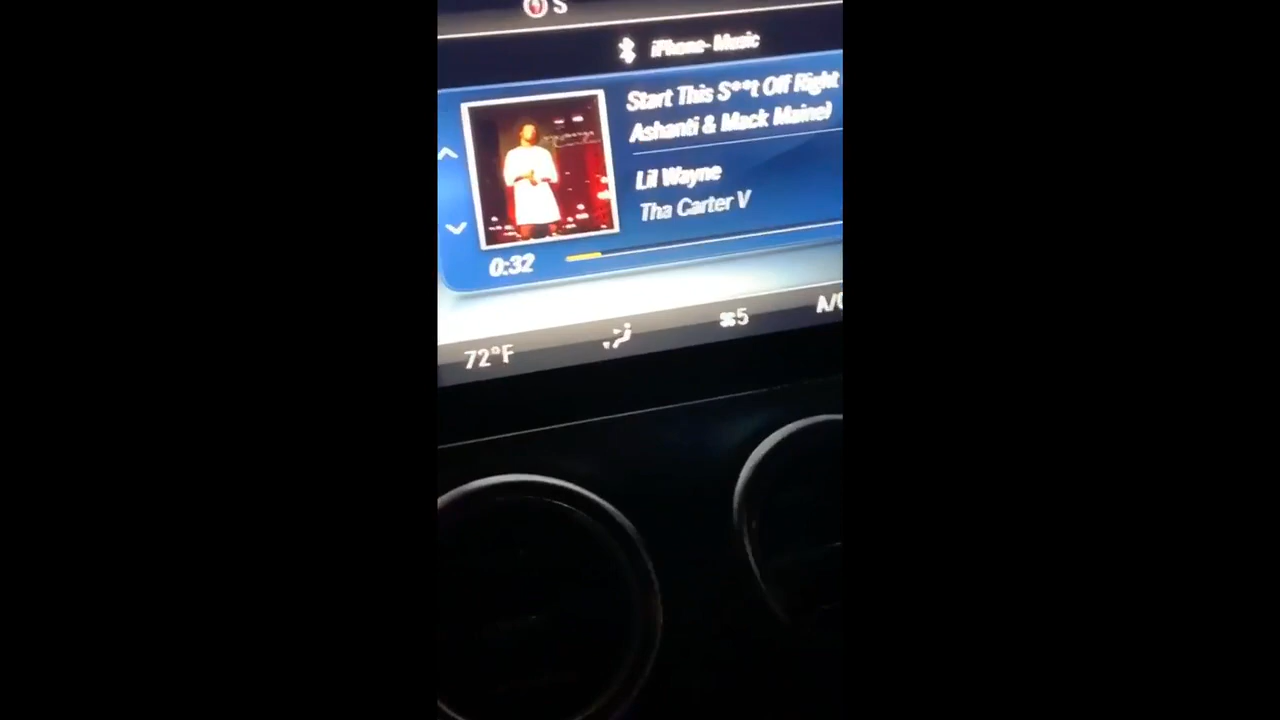 S
iPhone- Music
Start This S**t Off Right
Ashanti & Mack Maine)
Lil Wayne
Tha Carter V
0:32
72°F
5
A/C